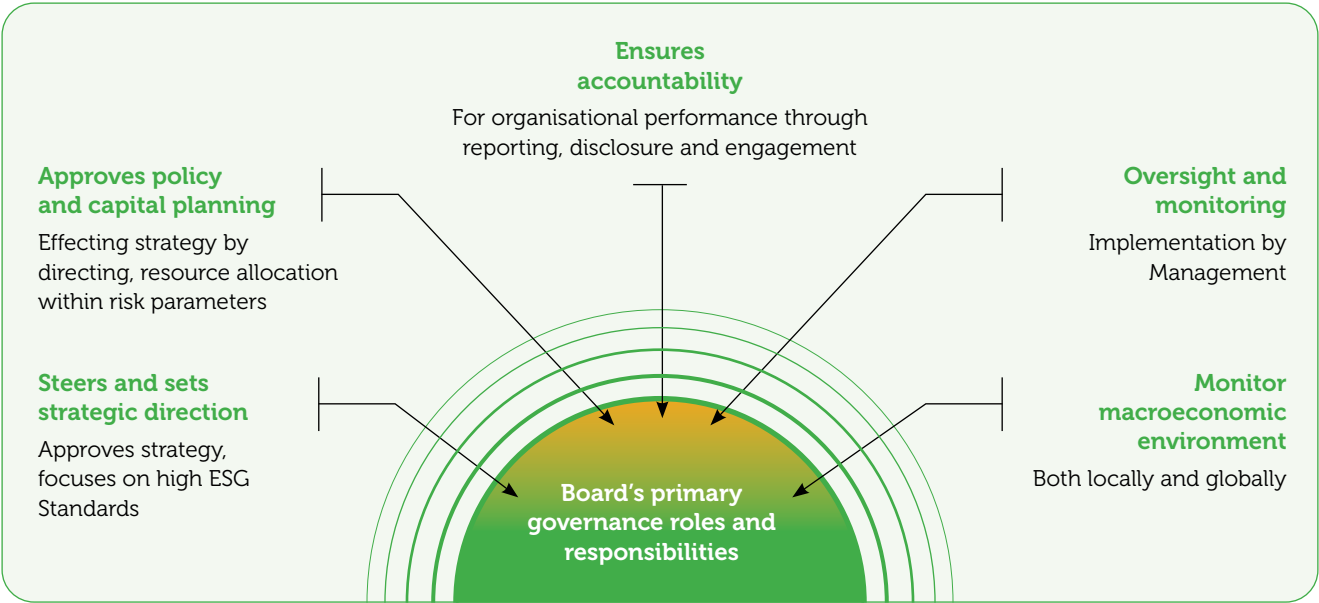 Ensures
accountability
For organisational performance through
reporting, disclosure and engagement
Approves policy
and capital planning
Effecting strategy by
directing, resource allocation
within risk parameters
Oversight and
monitoring
Implementation by
Management
Steers and sets
strategic direction
Approves strategy,
focuses on high ESG
Standards
Monitor
macroeconomic
environment
Both locally and globally
Board’s primary
governance roles and
responsibilities